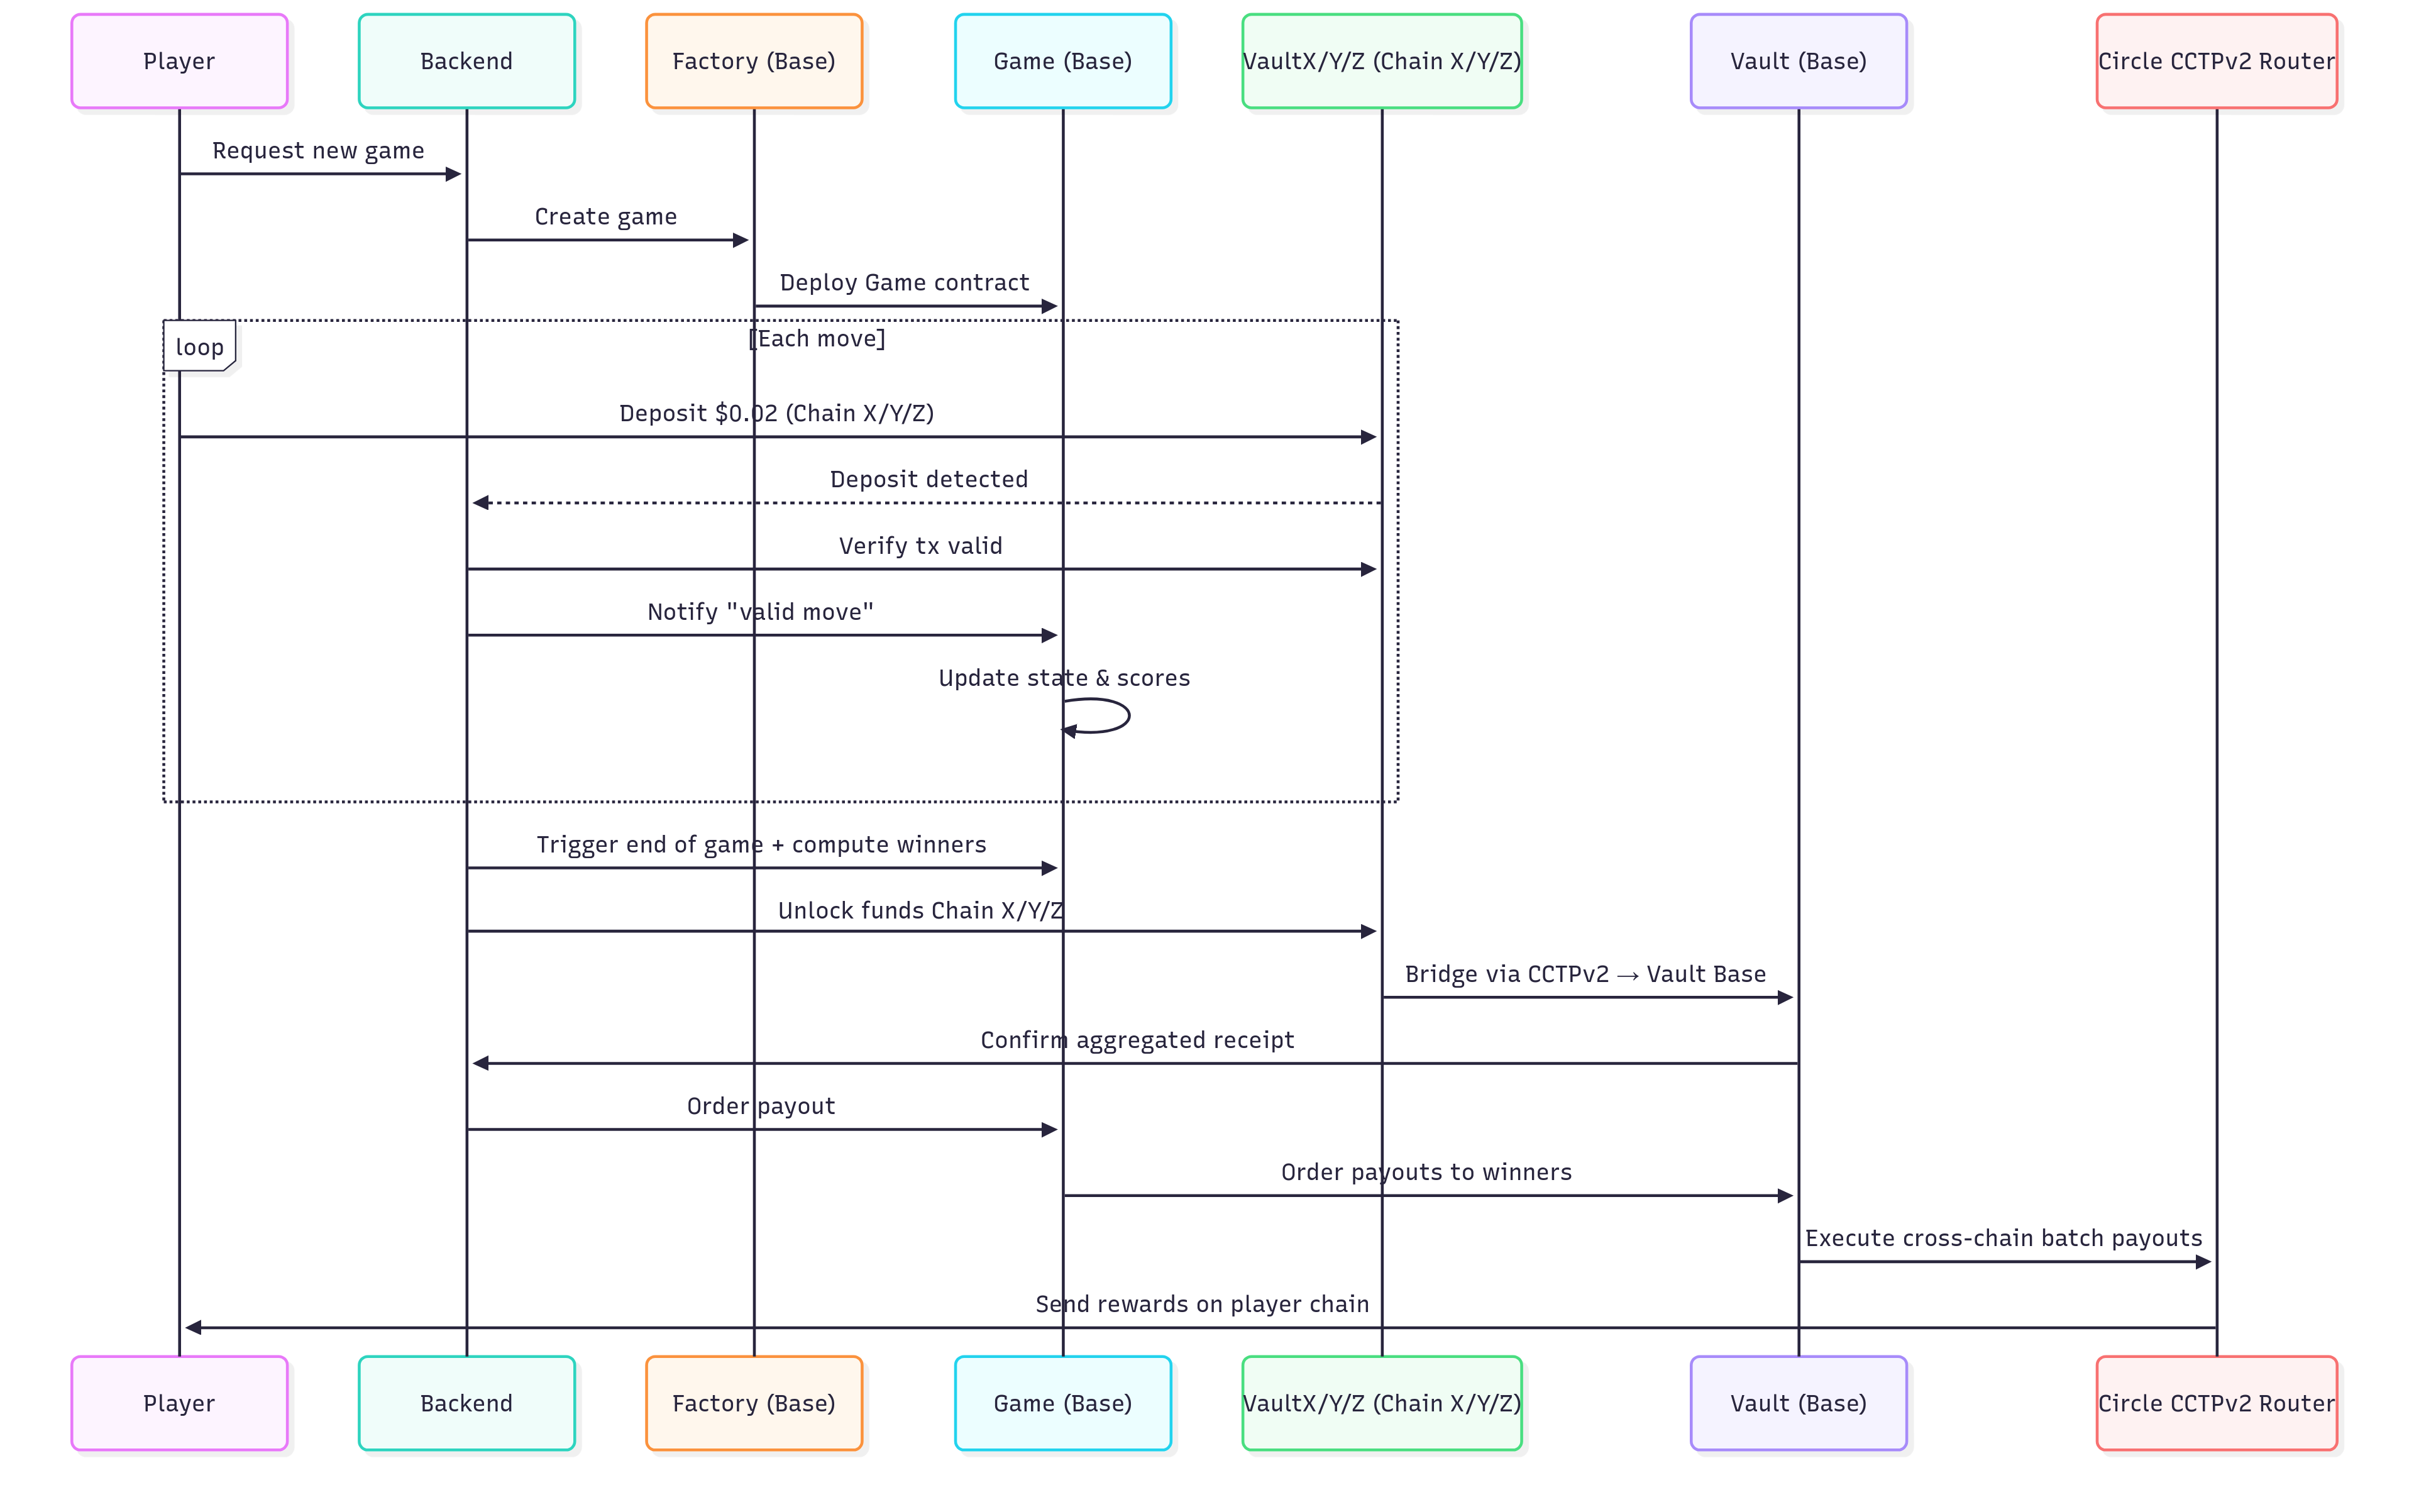 Player
Backend
Factory (Base)
Game (Base)
VaultX/Y/Z (Chain X/Y/Z)
Vault (Base)
Circle CCTPv2 Router
Request new game
Create game
Deploy Game contract
loop
[Each move]
Deposit $0.02 (Chain X/Y/Z)
Deposit detected
Verify tx valid
Notify "valid move"
Update state & scores
Trigger end of game + compute winners
Unlock funds Chain X/Y/Z
Bridge via CCTPv2 → Vault Base
Confirm aggregated receipt
Order payout
Order payouts to winners
Execute cross-chain batch payouts
Send rewards on player chain
Player
Backend
Factory (Base)
Game (Base)
VaultX/Y/Z (Chain X/Y/Z)
Vault (Base)
Circle CCTPv2 Router